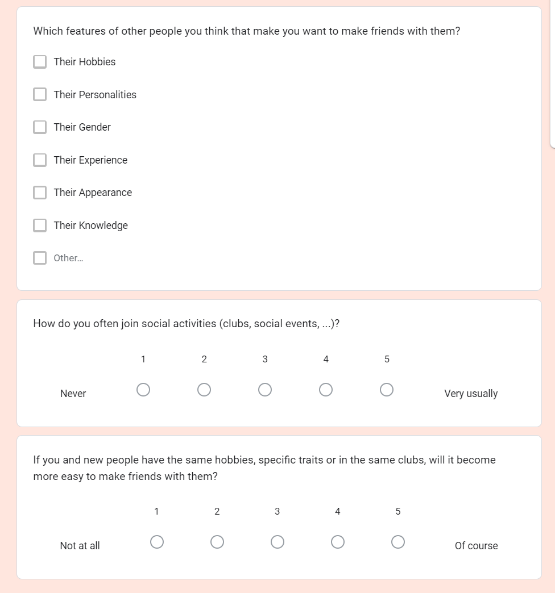 Which features of other people you think that make you want to make friends with them?
Their Hobbies
Their Personalities
Their Gender
Their Experience
Their Appearance
Their Knowledge
Other...
How do you often join social activities (clubs, social events, ...)?
1 2 3 4 5
Never Very usually
If you and new people have the same hobbies, specific traits or in the same clubs, will it become
more easy to make friends with them?
1 2 3 4 5
Not at all Of course